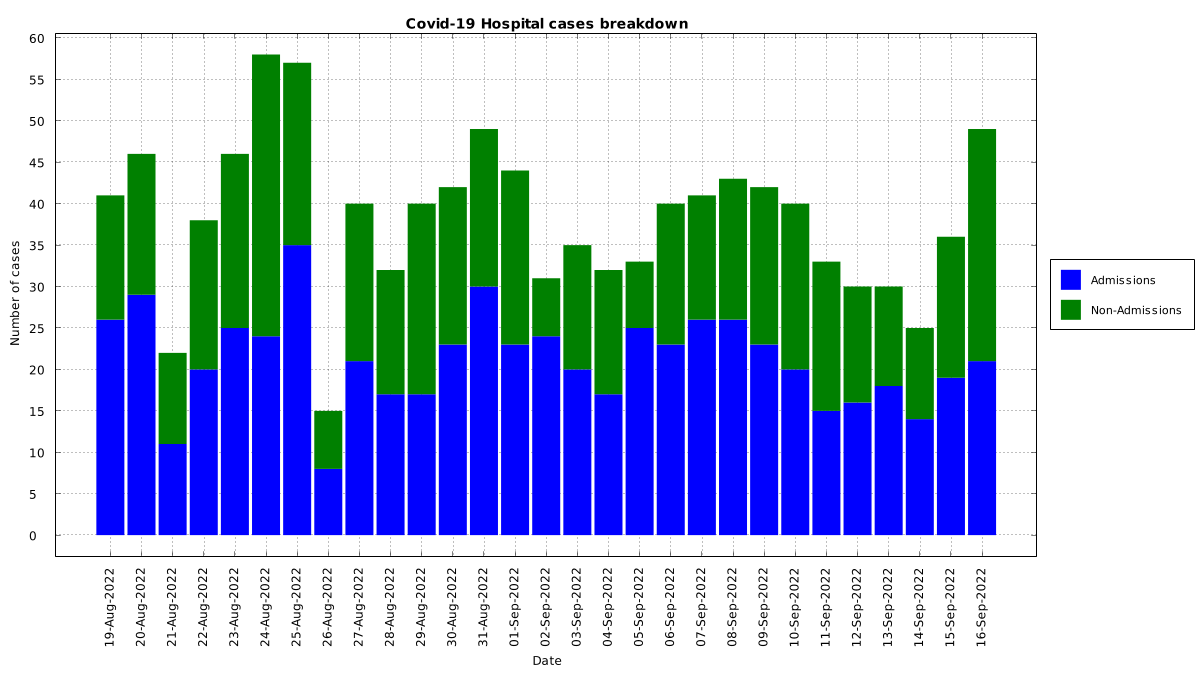 Covid-19 Hospital cases breakdown
60
55
50
45
40
35
30
25
20
15
10
5
0
Number of cases
19-Aug-2022
20-Aug-2022
21-Aug-2022
22-Aug-2022
23-Aug-2022
24-Aug-2022
25-Aug-2022
26-Aug-2022
27-Aug-2022
28-Aug-2022
29-Aug-2022
30-Aug-2022
31-Aug-2022
01-Sep-2022
02-Sep-2022
03-Sep-2022
04-Sep-2022
05-Sep-2022
06-Sep-2022
07-Sep-2022
08-Sep-2022
09-Sep-2022
10-Sep-2022
11-Sep-2022
12-Sep-2022
13-Sep-2022
14-Sep-2022
15-Sep-2022
16-Sep-2022
Date
Admissions
Non-Admissions